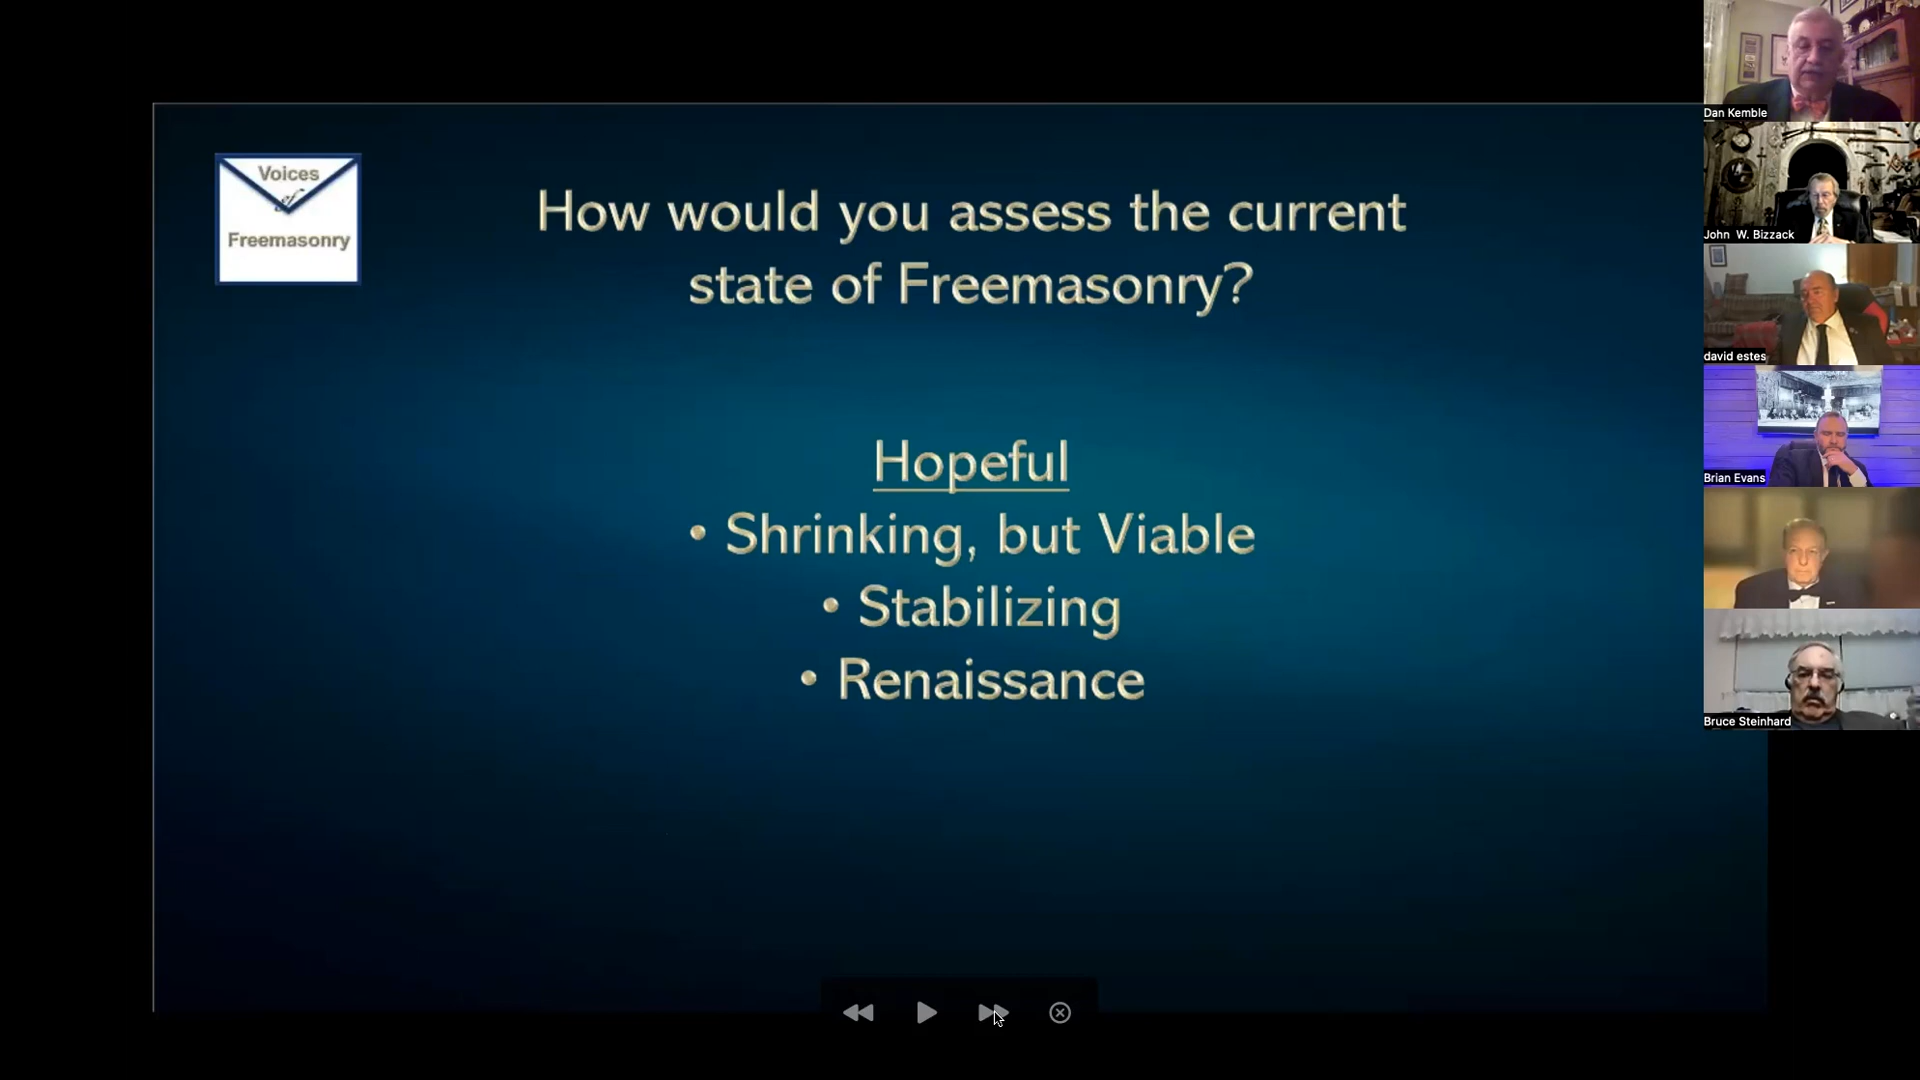 Voices
of
Freemasonry
How would you assess the current
state of Freemasonry?
Hopeful
• Shrinking, but Viable
• Stabilizing
• Renaissance
Dan Kemble
John W. Bizzack
david estes
Brian Evans
Bruce Steinhard